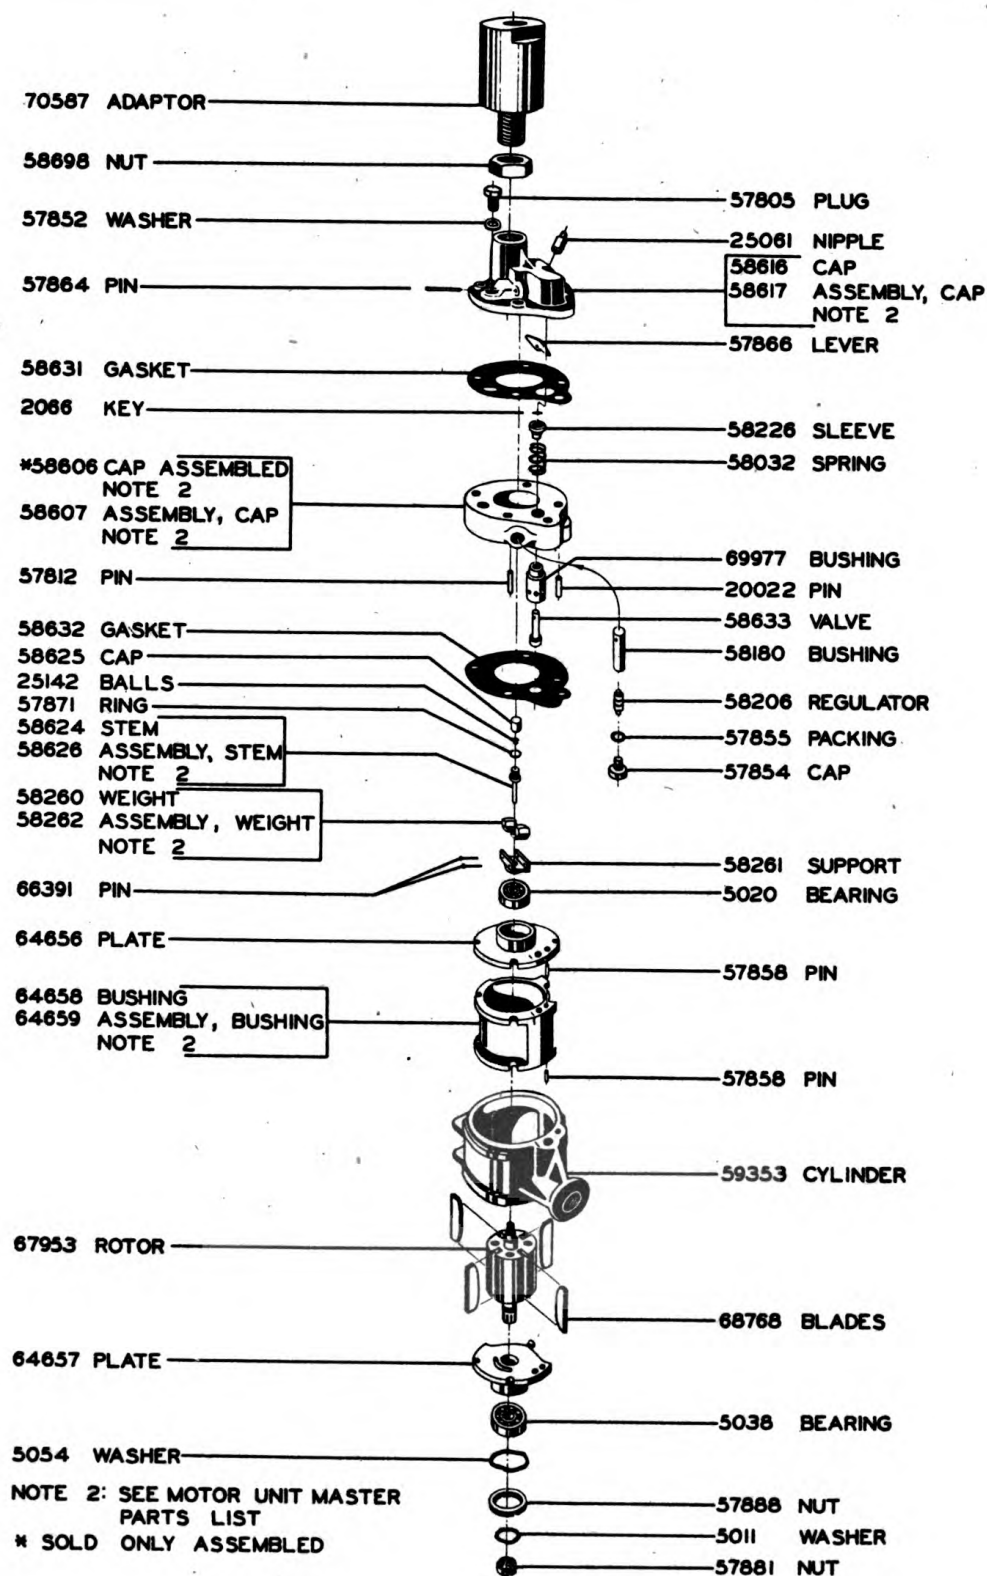 70587 ADAPTOR
58698 NUT
57852 WASHER
57864 PIN
58631 GASKET
2066 KEY
*58606 CAP ASSEMBLED
NOTE 2
58607 ASSEMBLY, CAP
NOTE 2
57812 PIN
58632 GASKET
58625 CAP
25142 BALLS
57871 RING
58624 STEM
58626 ASSEMBLY, STEM
NOTE 2
58260 WEIGHT
58262 ASSEMBLY, WEIGHT
NOTE 2
66391 PIN
64656 PLATE
64658 BUSHING
64659 ASSEMBLY, BUSHING
NOTE 2
67953 ROTOR
64657 PLATE
5054 WASHER
NOTE 2: SEE MOTOR UNIT MASTER
PARTS LIST
* SOLD ONLY ASSEMBLED
57805 PLUG
25061 NIPPLE
58616 CAP
58617 ASSEMBLY, CAP
NOTE 2
57866 LEVER
58226 SLEEVE
58032 SPRING
69977 BUSHING
20022 PIN
58633 VALVE
58180 BUSHING
58206 REGULATOR
57855 PACKING
57854 CAP
58261 SUPPORT
5020 BEARING
57858 PIN
57858 PIN
59353 CYLINDER
68768 BLADES
5038 BEARING
57888 NUT
5011 WASHER
57881 NUT